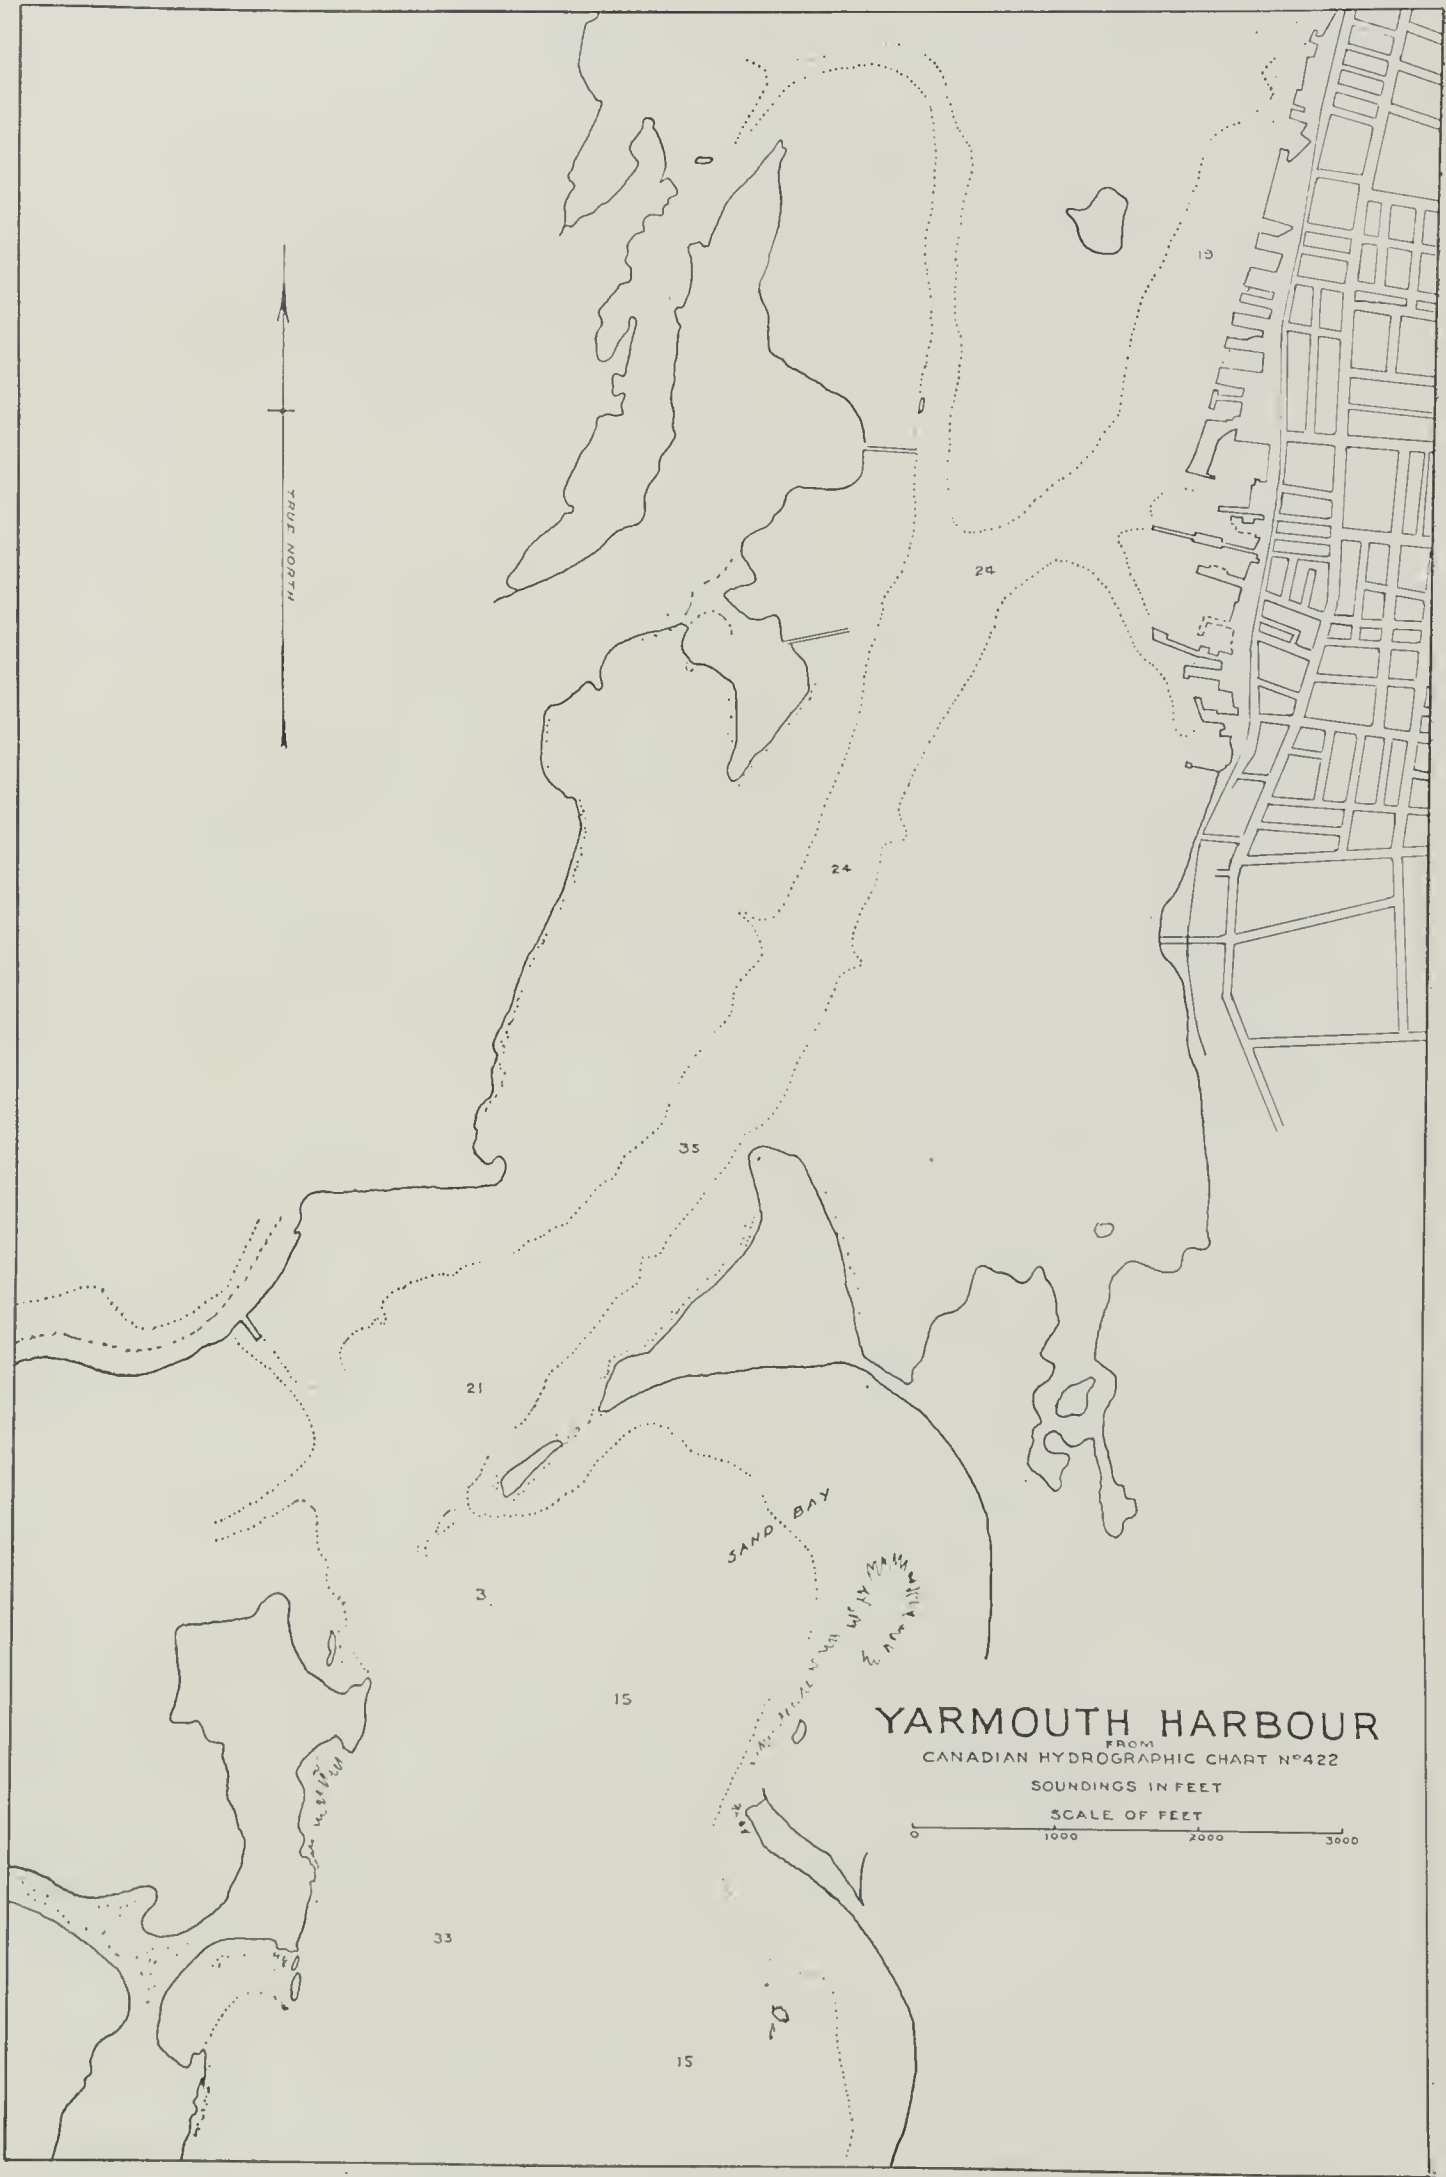 19
TRUE NORTH
24
24
35
21
SAND BAY
3
15
YARMOUTH HARBOUR
FROM
CANADIAN HYDROGRAPHIC CHART Nº422
SOUNDINGS IN FEET
SCALE OF FEET
0 1000 2000 3000
33
15